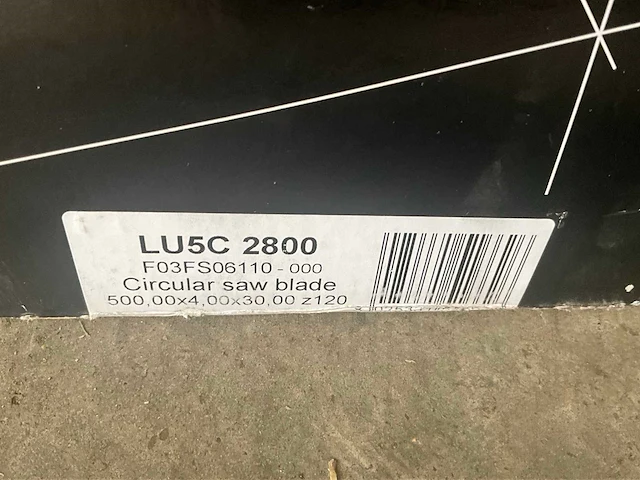 LU5C 2800
F03FS06110 - 000
Circular saw blade
500,00x4,00x30,00 z120